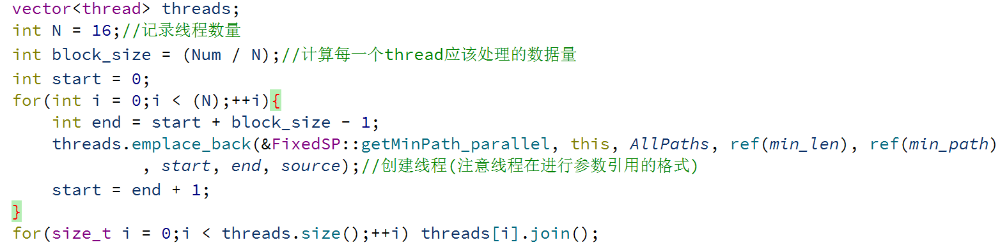 vector<thread> threads;
int N = 16;//记录线程数量
int block_size = (Num / N);//计算每一个thread应该处理的数据量
int start = 0;
for(int i = 0;i < (N);++i){
    int end = start + block_size - 1;
    threads.emplace_back(&FixedSP::getMinPath_parallel, this, AllPaths, ref(min_len), ref(min_path)
            , start, end, source);//创建线程(注意线程在进行参数引用的格式)
    start = end + 1;
}
for(size_t i = 0;i < threads.size();++i) threads[i].join();